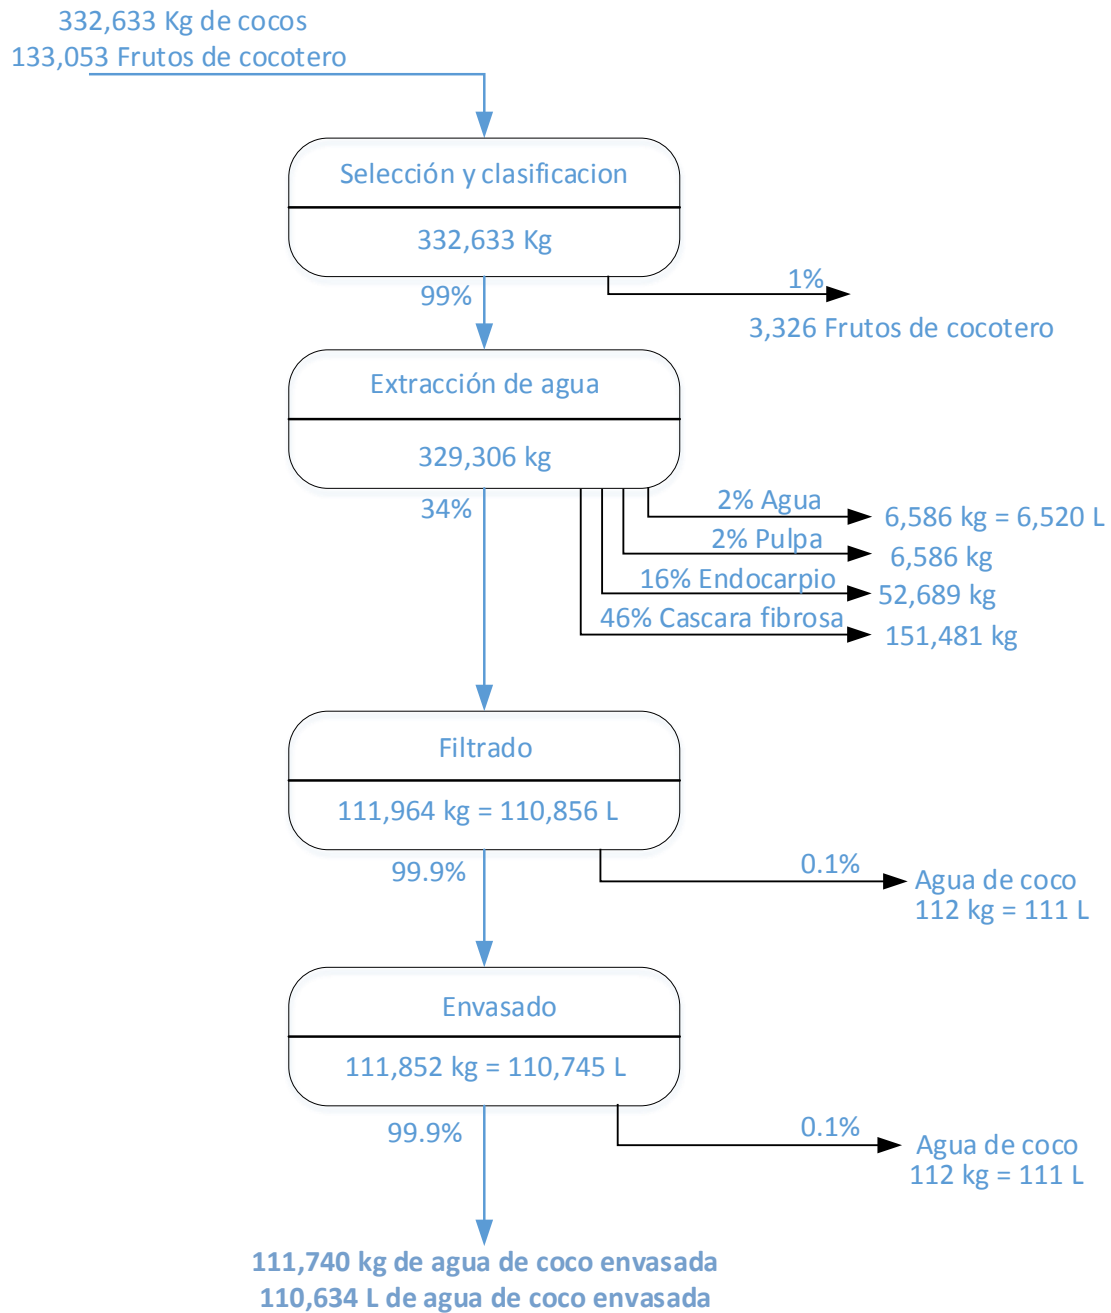 332,633 Kg de cocos
133,053 Frutos de cocotero
Selección y clasificacion
332,633 Kg
99%
1%
3,326 Frutos de cocotero
Extracción de agua
329,306 kg
34%
2% Agua
6,586 kg = 6,520 L
2% Pulpa
6,586 kg
16% Endocarpio
52,689 kg
46% Cascara fibrosa
151,481 kg
Filtrado
111,964 kg = 110,856 L
99.9%
0.1%
Agua de coco
112 kg = 111 L
Envasado
111,852 kg = 110,745 L
99.9%
0.1%
Agua de coco
112 kg = 111 L
111,740 kg de agua de coco envasada
110,634 L de agua de coco envasada